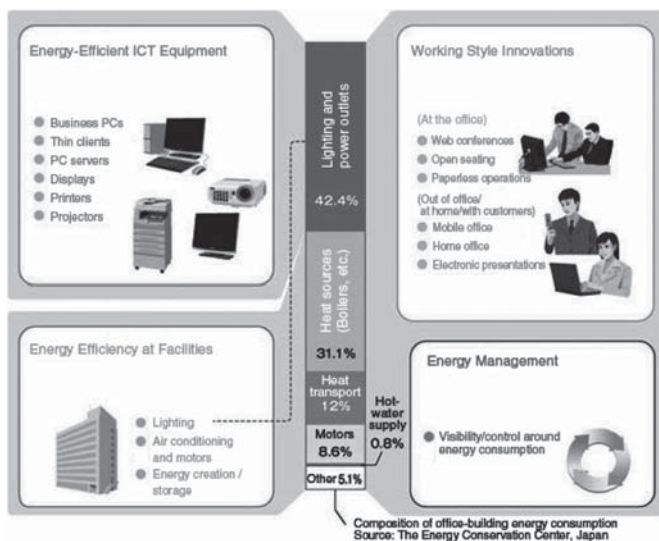 Energy-Efficient ICT Equipment
Business PCs
Thin clients
PC servers
Displays
Printers
Projectors
Energy Efficiency at Facilities
Lighting
Air conditioning
and motors
Energy creation /
storage
Lighting and
power outlets
42.4%
Heat sources
(Boilers, etc.)
31.1%
Heat
transport
12%
Motors
8.6%
Hot-
water
supply
0.8%
Other 5.1%
Working Style Innovations
(At the office)
Web conferences
Open seating
Paperless operations
(Out of office/
at home/with customers)
Mobile office
Home office
Electronic presentations
Energy Management
Visibility/control around
energy consumption
Composition of office-building energy consumption
Source: The Energy Conservation Center, Japan